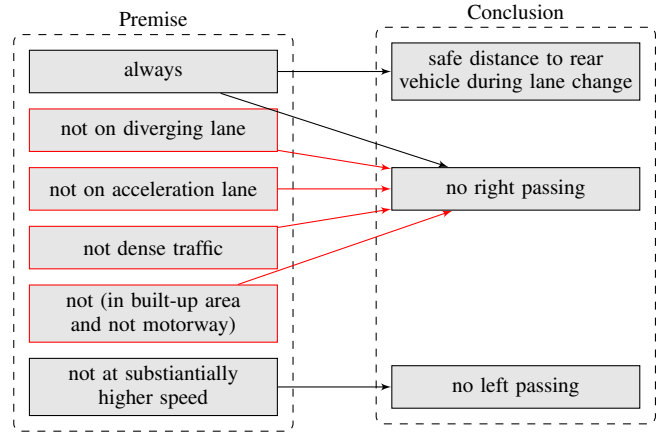 Premise
Conclusion
always
safe distance to rear
vehicle during lane change
not on diverging lane
not on acceleration lane
no right passing
not dense traffic
not (in built-up area
and not motorway)
not at substantially
higher speed
no left passing